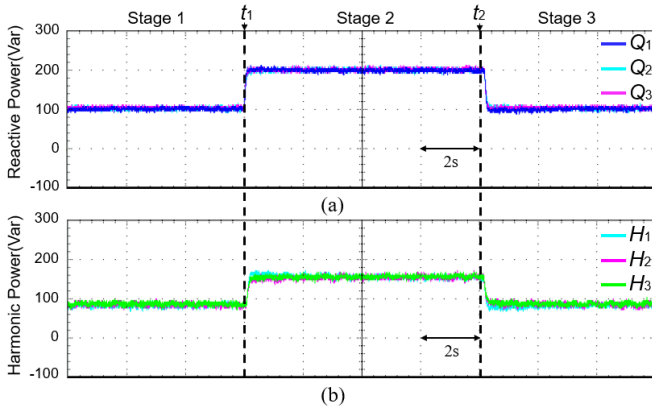 Stage 1 t1 Stage 2 t2 Stage 3
Reactive Power(Var)
300
200
100
0
-100
Q1
Q2
Q3
2s
(a)
Harmonic Power(Var)
300
200
100
0
-100
H1
H2
H3
2s
(b)